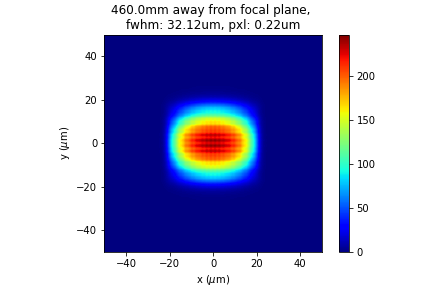 460.0mm away from focal plane,
fwhm: 32.12um, pxl: 0.22um
40
20
0
−20
−40
y (μm)
−40 −20 0 20 40
x (μm)
200
150
100
50
0